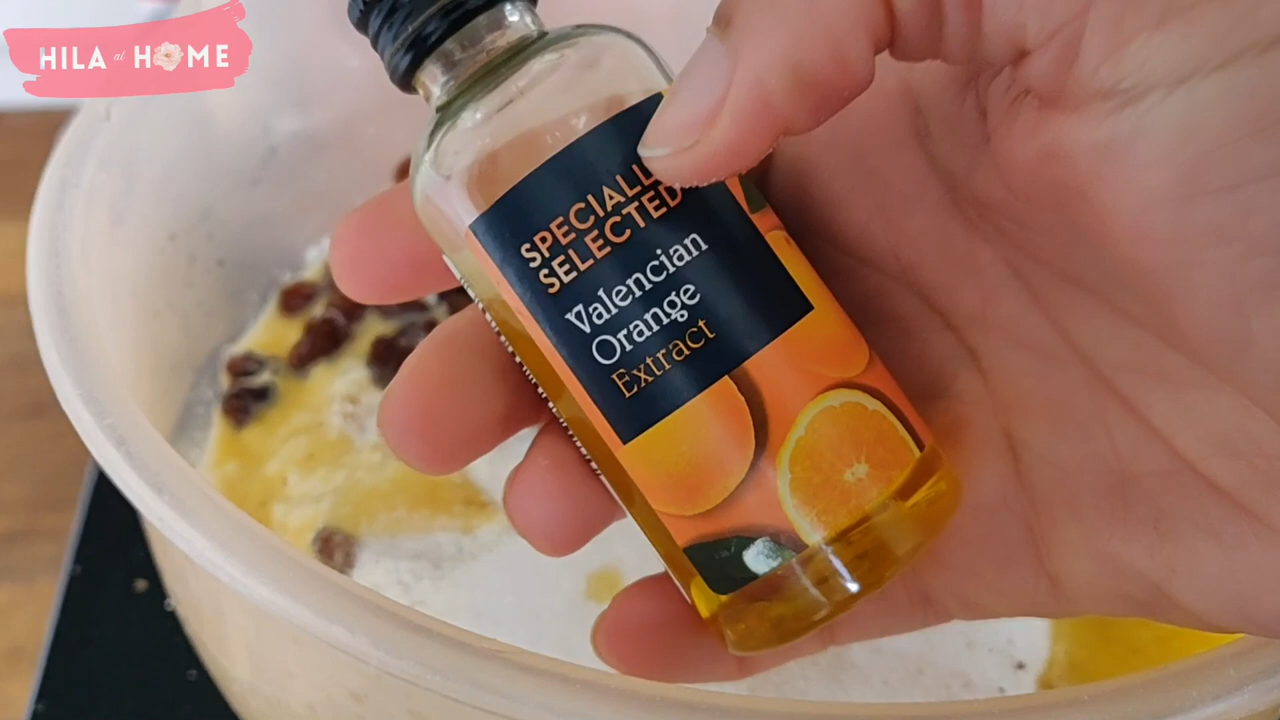 HILA at HOME
SPECIALLY
SELECTED
Valencian
Orange
Extract